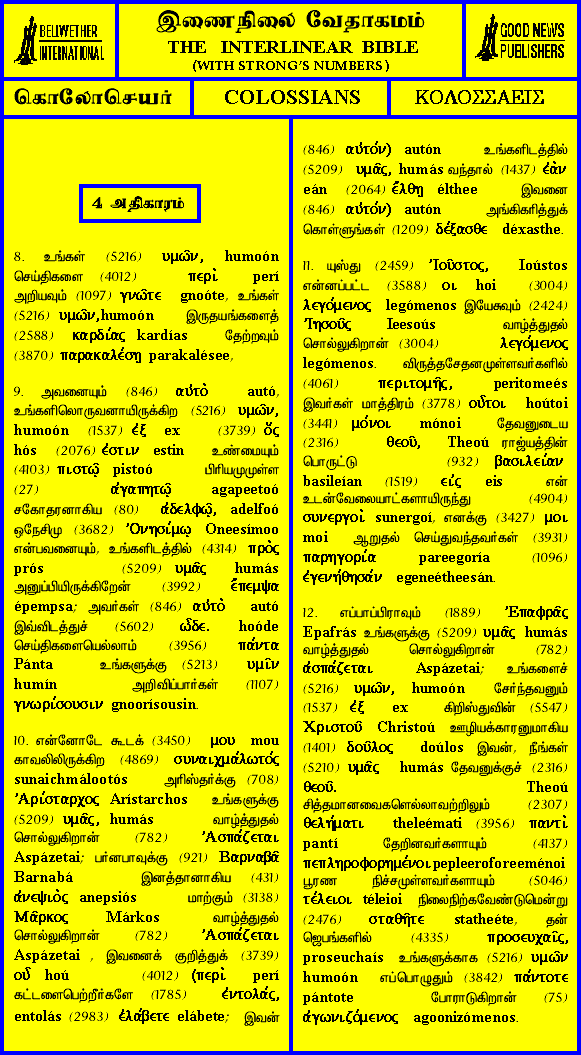 BELIWETHER
INTERNATIONAL
இணைநிலை வேதாகமம்
THE INTERLINEAR BIBLE
(WITH STRONG'S NUMBERS)
GOOD NEWS
PUBLISHERS
கொலோசெயர்
COLOSSIANS
ΚΟΛΟΣΣΑΕΙΣ
4 அதிகாரம்
8. உங்கள் (5216) υμῶν, humoón
செய்திகளை (4012) περὶ perí
அறியவும் (1097) γνῶτε gnoóte, உங்கள்
(5216) υμῶν,humoón இருதயங்களைத்
(2588) καρδίας kardías தேற்றவும்
(3870) παρακαλέσῃ parakalésee,
9. அவனையும் (846) αὐτὸ autó,
உங்களிலொருவனாயிருக்கிற (5216) υμῶν,
humoón (1537) ἐξ ex (3739) ὅς
hós (2076) ἐστιν estin உண்மையும்
(4103) πιστῷ pistoó பிரியமுமுள்ள
(27) ἀγαπητῷ agapeetoó
சகோதரனாகிய (80) ἀδελφῷ, adelfoó
ஒநேசிமு (3682) Ὀνησίμῳ Oneesímoo
என்பவனையும், உங்களிடத்தில் (4314) πρὸς
prós (5209) υμᾶς humás
அனுப்பியிருக்கிறேன் (3992) ἔπεμψα
épempsa; அவர்கள் (846) αὐτὸ autó
இவ்விடத்துச் (5602) ὧδε. hoóde
செய்திகளையெல்லாம் (3956) πάντα
Pánta உங்களுக்கு (5213) υμῖν
humín அறிவிப்பார்கள் (1107)
γνωρίσουσιν gnoorísousin.
10. என்னோடே கூடக் (3450) μου mou
காவலிலிருக்கிற (4869) συναιχμάλωτός
sunaichmálootós அரிஸ்தர்க்கு (708)
Ἀρίσταρχος Arístarchos உங்களுக்கு
(5209) υμᾶς, humás வாழ்த்துதல்
சொல்லுகிறான் (782) Ἀσπάζεται
Aspázetai; பர்னபாவுக்கு (921) Βαρναβᾶ
Barnabá இனத்தானாகிய (431)
ἀνεψιὸς anepsiós மாற்கும் (3138)
Μᾶρκος Márkos வாழ்த்துதல்
சொல்லுகிறான் (782) Ἀσπάζεται
Aspázetai , இவனைக் குறித்துக் (3739)
οὗ hoú (4012) (περὶ perí
கட்டளைபெற்றீர்களே (1785) ἐντολάς,
entolás (2983) ἐλάβετε elábete; இவன்
(846) αὐτόν) autón உங்களிடத்தில்
(5209) υμᾶς, humás வந்தால் (1437) ἐὰν
eán (2064) ἔλθῃ élthee இவனை
(846) αὐτόν) autón அங்கிகரித்துக்
கொள்ளுங்கள் (1209) δέξασθε déxasthe.
11. யுஸ்து (2459) Ἰοῦστος, Ioústos
என்னப்பட்ட (3588) οι hoi (3004)
λεγόμενος legómenos இயேசுவும் (2424)
Ἰησοῦς Ieesoús வாழ்த்துதல்
சொல்லுகிறான் (3004) λεγόμενος
legómenos. விருத்தசேதனமுள்ளவர்களில்
(4061) περιτομῆς, peritomeés
இவர்கள் மாத்திரம் (3778) οὗτοι hoútoi
(3441) μόνοι mónoi தேவனுடைய
(2316) θεοῦ, Theoú ராஜ்யத்தின்
பொருட்டு (932) βασιλείαν
basileían (1519) εἰς eis என்
உடன்வேலையாட்களாயிருந்து (4904)
συνεργοὶ sunergoí, எனக்கு (3427) μοι
moi ஆறுதல் செய்துவந்தவர்கள் (3931)
παρηγορία pareegoría (1096)
ἐγενήθησάν egeneétheesán.
12. எப்பாப்பிராவும் (1889) Ἐπαφρᾶς
Epafrás உங்களுக்கு (5209) υμᾶς humás
வாழ்த்துதல் சொல்லுகிறான் (782)
ἀσπάζεται Aspázetai; உங்களைச்
(5216) υμῶν, humoón சேர்ந்தவனும்
(1537) ἐξ ex கிறிஸ்துவின் (5547)
Χριστοῦ Christoú ஊழியக்காரனுமாகிய
(1401) δοῦλος doúlos இவன், நீங்கள்
(5210) υμᾶς humás தேவனுக்குச் (2316)
θεοῦ. Theoú
சித்தமானவைகளெல்லாவற்றிலும் (2307)
θελήματι theleémati (3956) παντὶ
pantí தேறினவர்களாயும் (4137)
πεπληροφορημένοι pepleeroforeeménoi
பூரண நிச்சயமுள்ளவர்களாயும் (5046)
τέλειοι téleioi நிலைநிற்கவேண்டுமென்று
(2476) σταθῆτε statheéte, தன்
ஜெபங்களில் (4335) προσευχαῖς,
proseuchaís உங்களுக்காக (5216) υμῶν
humoón எப்பொழுதும் (3842) πάντοτε
pántote போராடுகிறான் (75)
ἀγωνιζόμενος agoonizómenos.